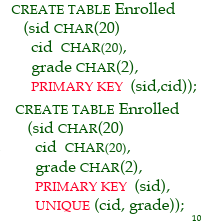 CREATE TABLE Enrolled
(sid CHAR(20)
cid CHAR(20),
grade CHAR(2),
PRIMARY KEY (sid,cid));
CREATE TABLE Enrolled
(sid CHAR(20)
cid CHAR(20),
grade CHAR(2),
PRIMARY KEY (sid),
UNIQUE (cid, grade));
10